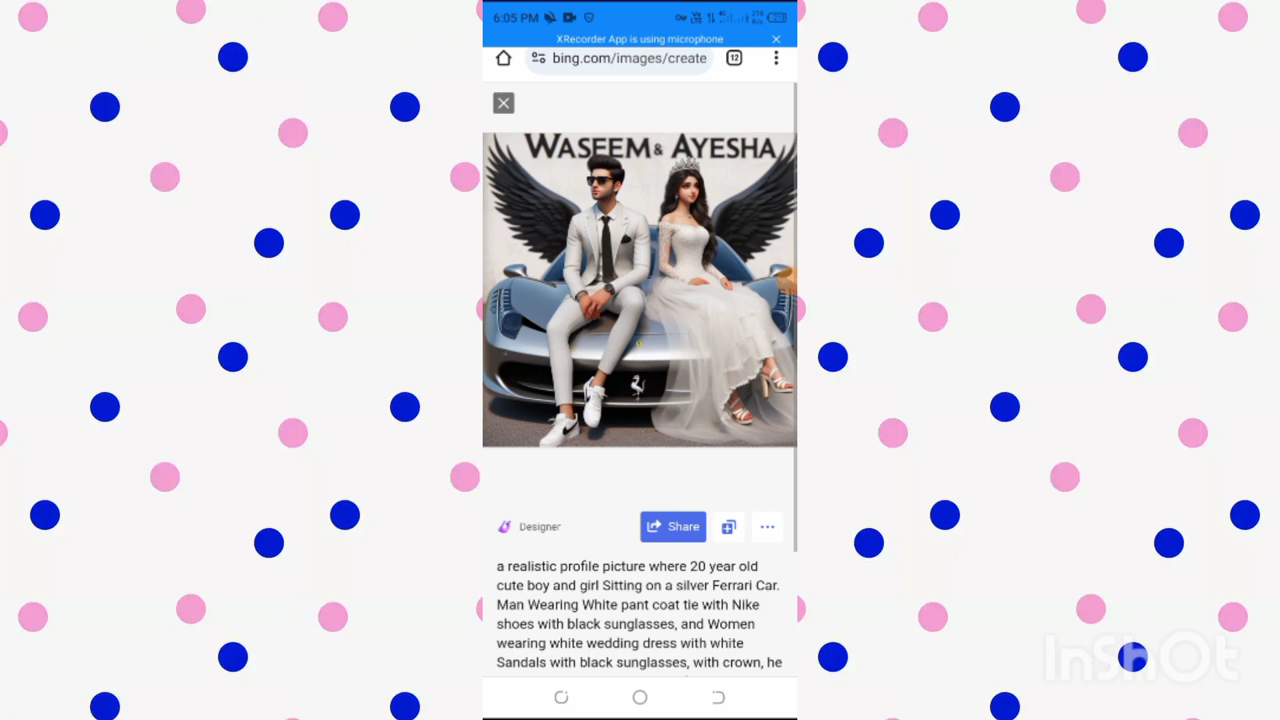 6:05 PM
XRecorder App is using microphone
bing.com/images/create
12
WASEEM & AYESHA
Designer
Share
a realistic profile picture where 20 year old
cute boy and girl Sitting on a silver Ferrari Car.
Man Wearing White pant coat tie with Nike
shoes with black sunglasses, and Women
wearing white wedding dress with white
Sandals with black sunglasses, with crown, he
InShOt